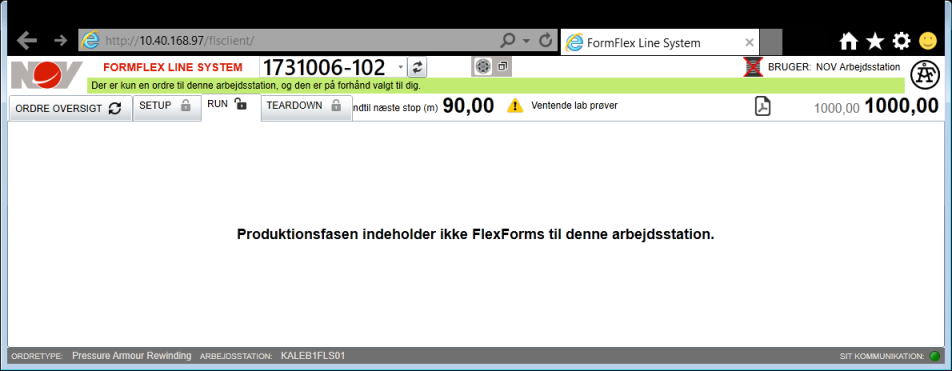 http://10.40.168.97/fisclient/
FormFlex Line System
NOV
FORMFLEX LINE SYSTEM
1731006-102
BRUGER: NOV Arbejdsstation
Der er kun en ordre til denne arbejdsstation, og den er på forhånd valgt til dig.
ORDRE OVERSIGT
SETUP
RUN
TEARDOWN
ndtil næste stop (m) 90,00
Ventende lab prøver
1000,00 1000,00
Produktionsfasen indeholder ikke FlexForms til denne arbejdsstation.
ORDRETYPE: Pressure Armour Rewinding ARBEJDSSTATION: KALEB1FLS01
SIT KOMMUNIKATION: